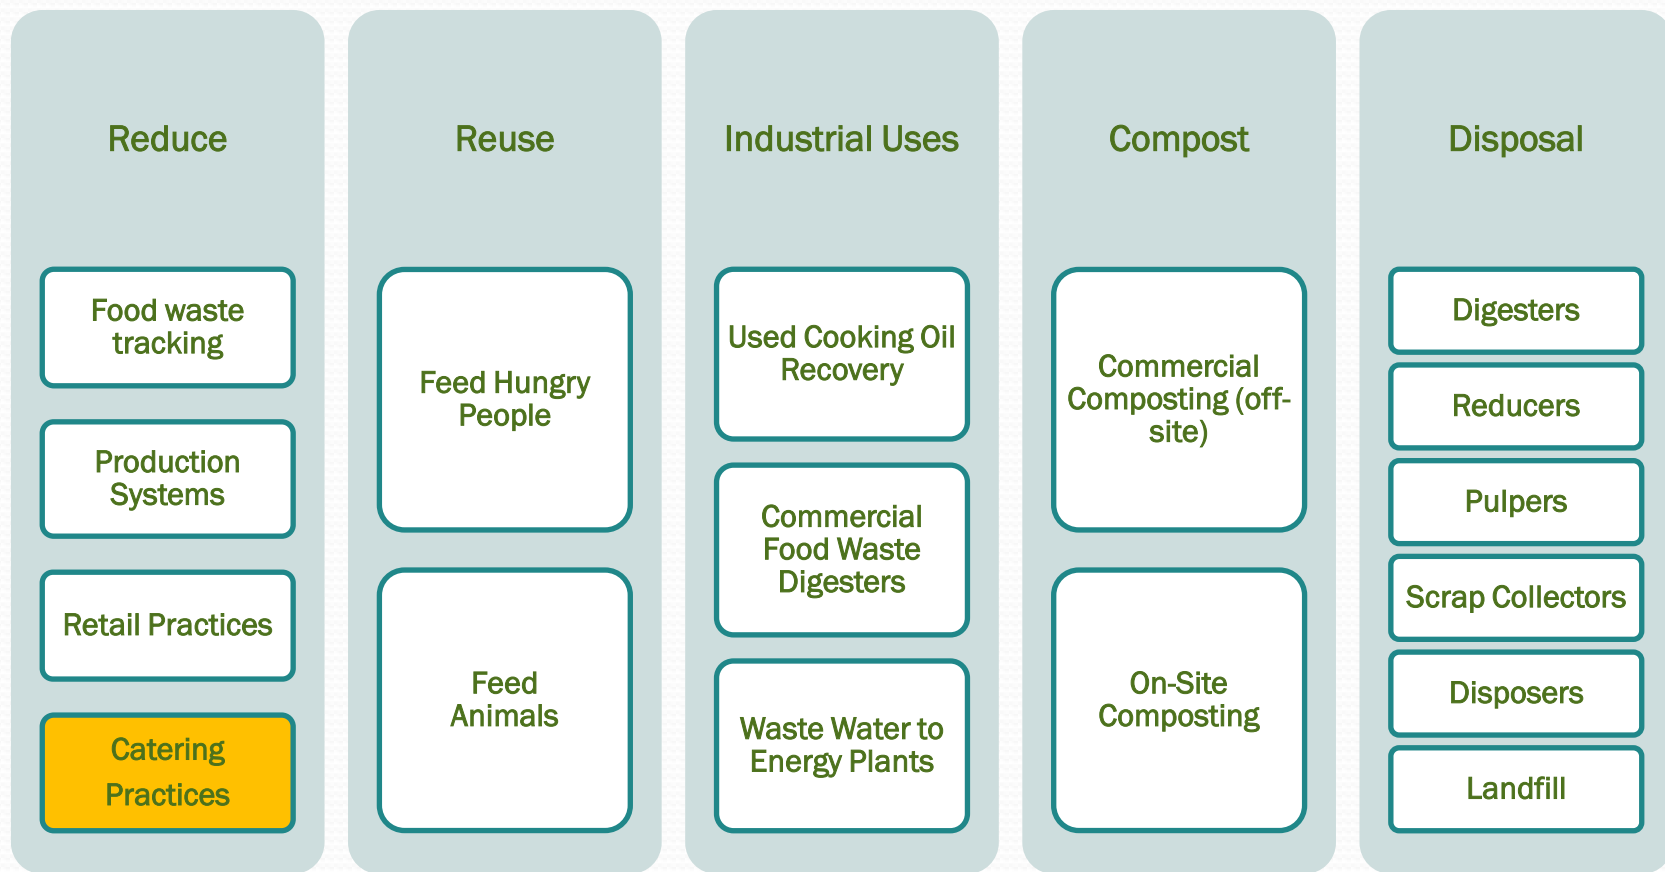 Reduce
Food waste
tracking
Production
Systems
Retail Practices
Catering
Practices
Reuse
Feed Hungry
People
Feed
Animals
Industrial Uses
Used Cooking Oil
Recovery
Commercial
Food Waste
Digesters
Waste Water to
Energy Plants
Compost
Commercial
Composting (off-
site)
On-Site
Composting
Disposal
Digesters
Reducers
Pulpers
Scrap Collectors
Disposers
Landfill